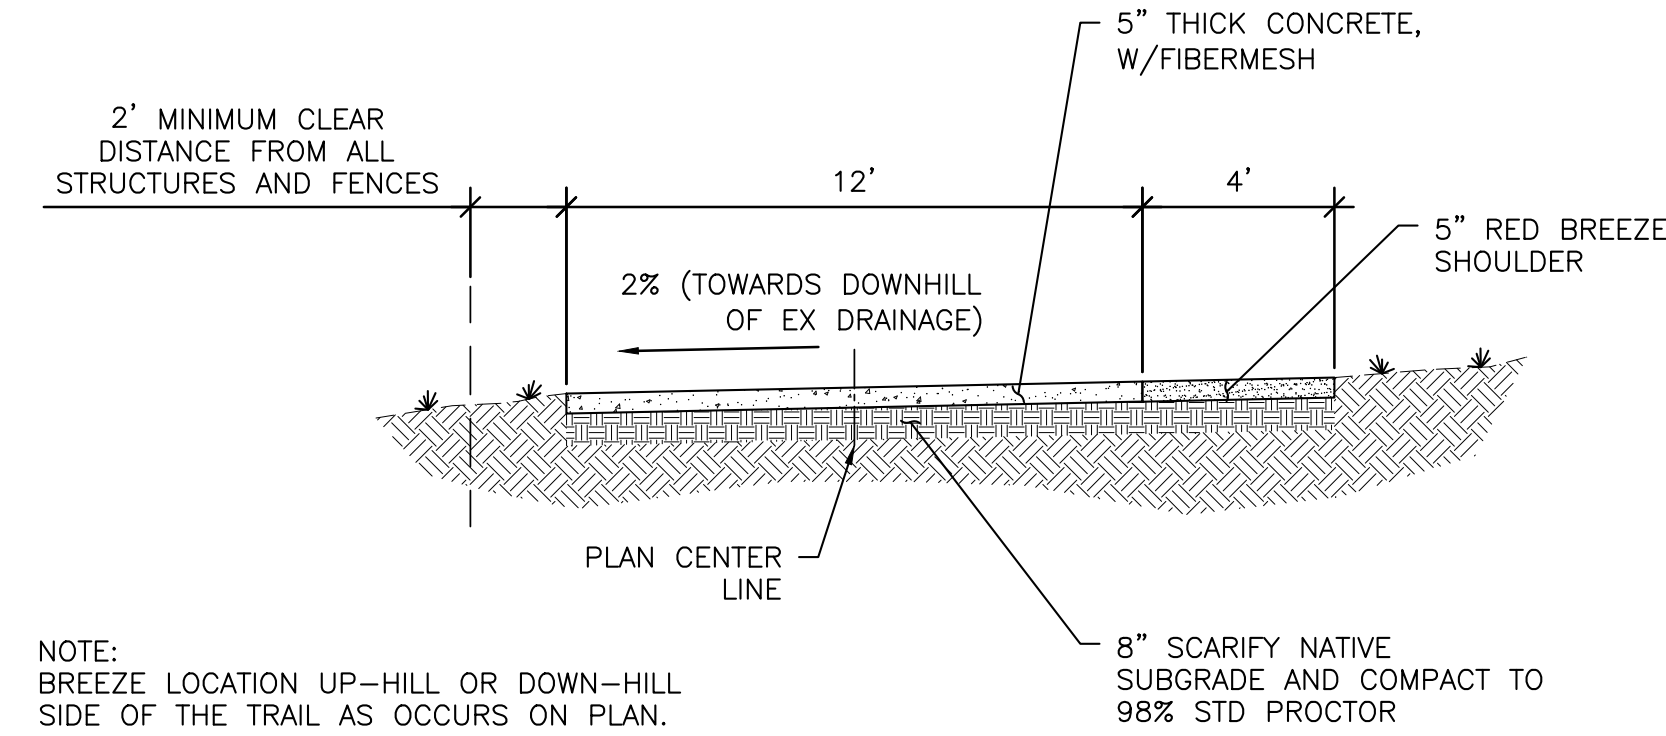 5” THICK CONCRETE,
W/FIBERMESH
2’ MINIMUM CLEAR
DISTANCE FROM ALL
STRUCTURES AND FENCES
12’
4’
5” RED BREEZE
SHOULDER
2% (TOWARDS DOWNHILL
OF EX DRAINAGE)
PLAN CENTER
LINE
8” SCARIFY NATIVE
SUBGRADE AND COMPACT TO
98% STD PROCTOR
NOTE:
BREEZE LOCATION UP-HILL OR DOWN-HILL
SIDE OF THE TRAIL AS OCCURS ON PLAN.